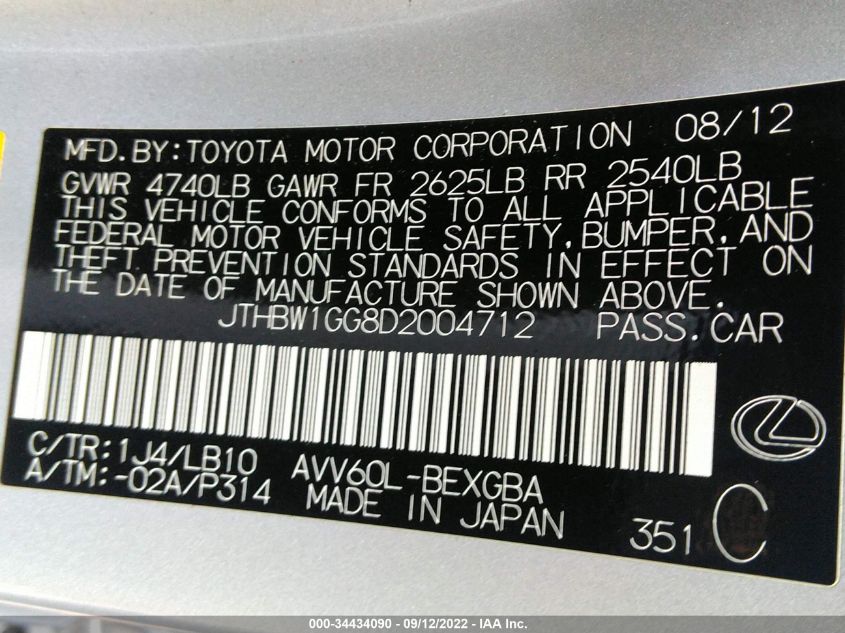 MFD.BY:TOYOTA MOTOR CORPORATION 08/12
GVWR 4740LB GAWR FR 2625LB RR 2540LB
THIS VEHICLE CONFORMS TO ALL APPLICABLE
FEDERAL MOTOR VEHICLE SAFETY,BUMPER,AND
THEFT PREVENTION STANDARDS IN EFFECT ON
THE DATE OF MANUFACTURE SHOWN ABOVE.
JTHBW1GG8D2004712 PASS.CAR
C/TR:1J4/LB10 AVV60L-BEXGBA
A/TM:-02A/P314 MADE IN JAPAN
351 C
000-34434090 - 09/12/2022 - IAA Inc.